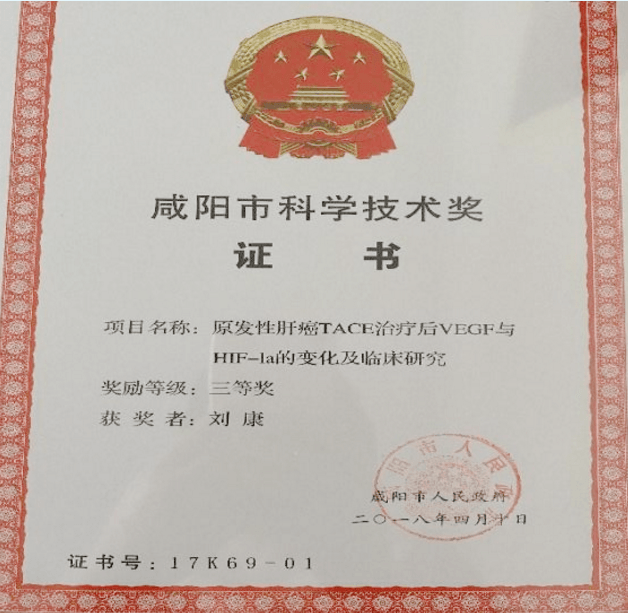 咸阳市科学技术奖
证 书
项目名称：原发性肝癌TACE治疗后VEGF与
HIF-1a的变化及临床研究
奖励等级：三等奖
获 奖 者：刘 康
咸阳市人民政府
二〇一八年四月十日
证书号：17K69-01